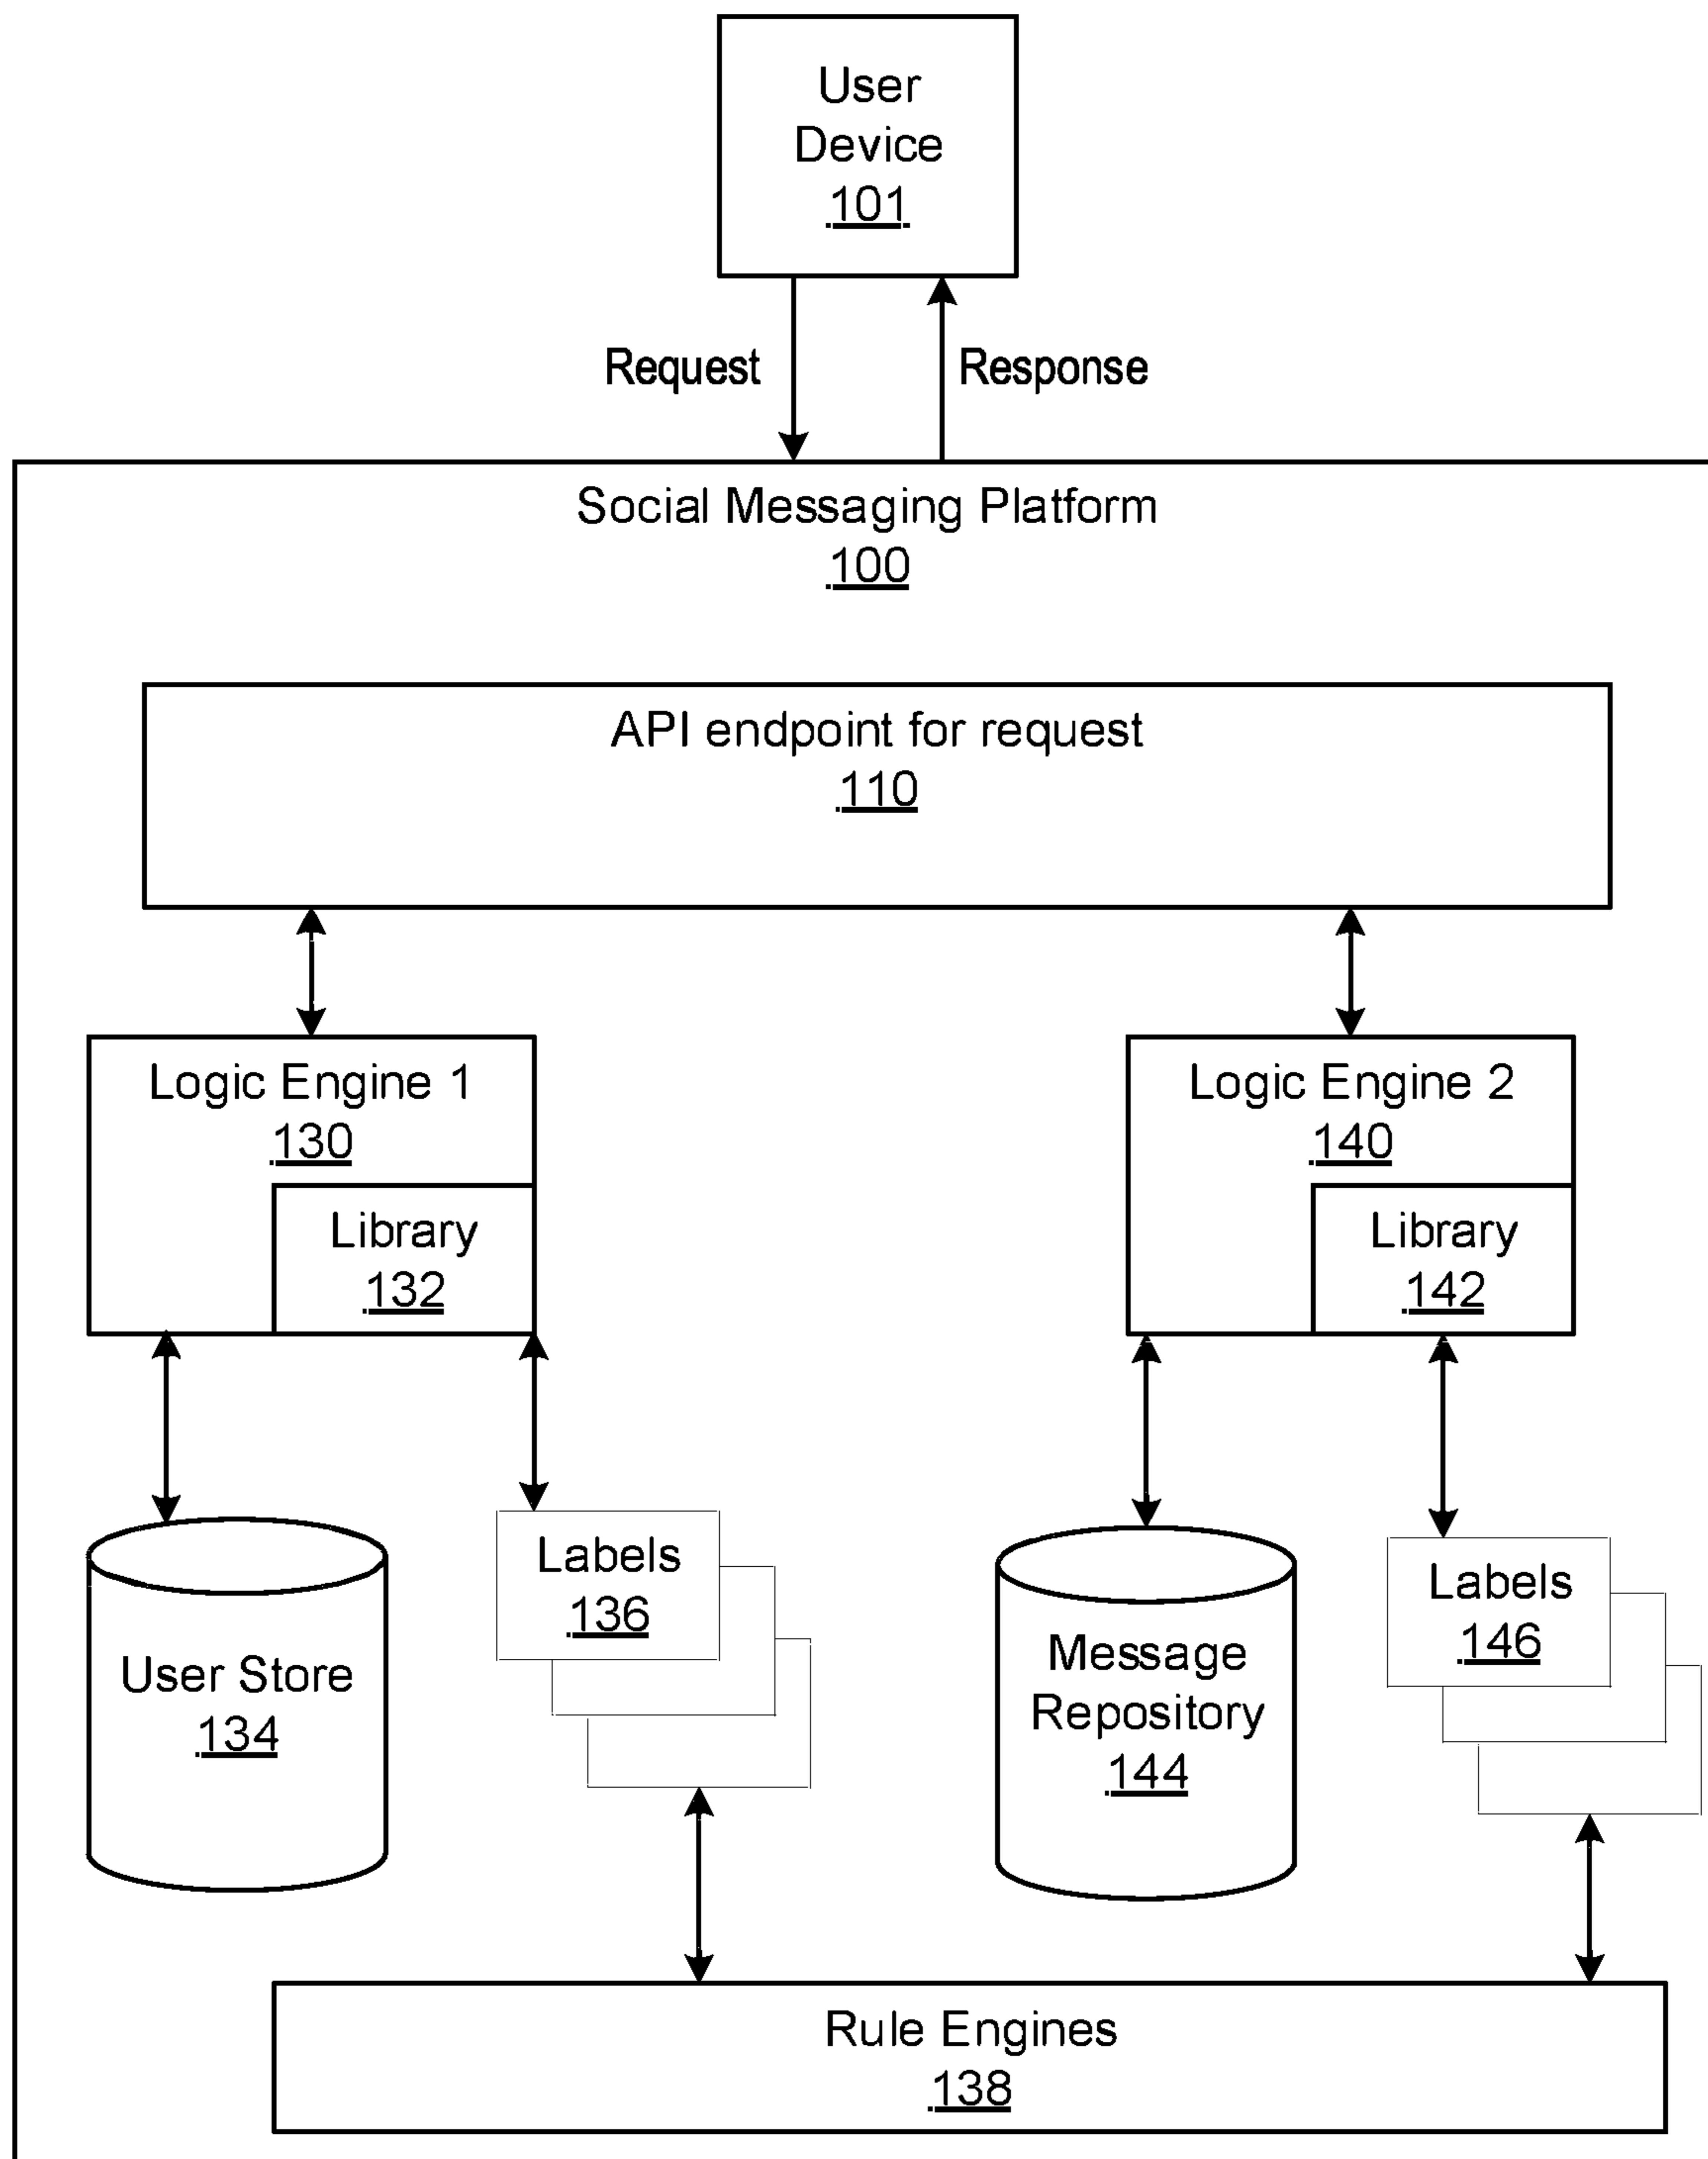 User
Device
101
Request
Response
Social Messaging Platform
100
API endpoint for request
110
Logic Engine 1
130
Library
132
Logic Engine 2
140
Library
142
Labels
136
User Store
134
Labels
146
Message
Repository
144
Rule Engines
138